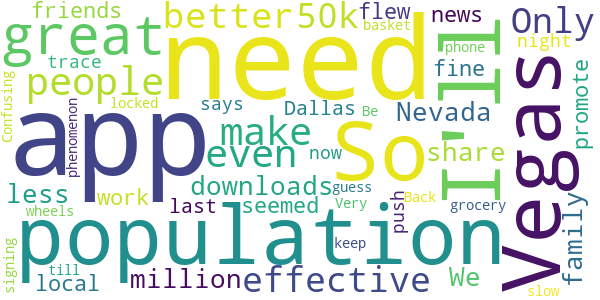 friends
better
50k
flew
news
Only
great
need
basket
phone
night
trace
people
I'll
fine
Confusing
phenomenon
locked
says
Dallas
Be
Nevada
promote
app
So
make
even
now
share
Vegas
less
work
downloads
guess
Back
last
seemed
Very
push
grocery
wheels
population
We
family
signing
till
local
million
effective
keep
slow